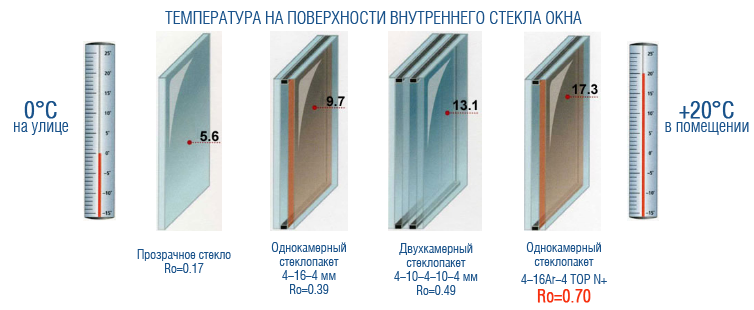 ТЕМПЕРАТУРА НА ПОВЕРХНОСТИ ВНУТРЕННЕГО СТЕКЛА ОКНА
0°C
на улице
25°
20°
15°
10°
5°
0°
–5°
–10°
–15°
5.6
9.7
13.1
17.3
25°
20°
15°
10°
5°
0°
–5°
–10°
–15°
+20°C
в помещении
Прозрачное стекло
Ro=0.17
Однокамерный
стеклопакет
4–16–4 мм
Ro=0.39
Двухкамерный
стеклопакет
4–10–4–10–4 мм
Ro=0.49
Однокамерный
стеклопакет
4–16Ar–4 TOP N+
Ro=0.70